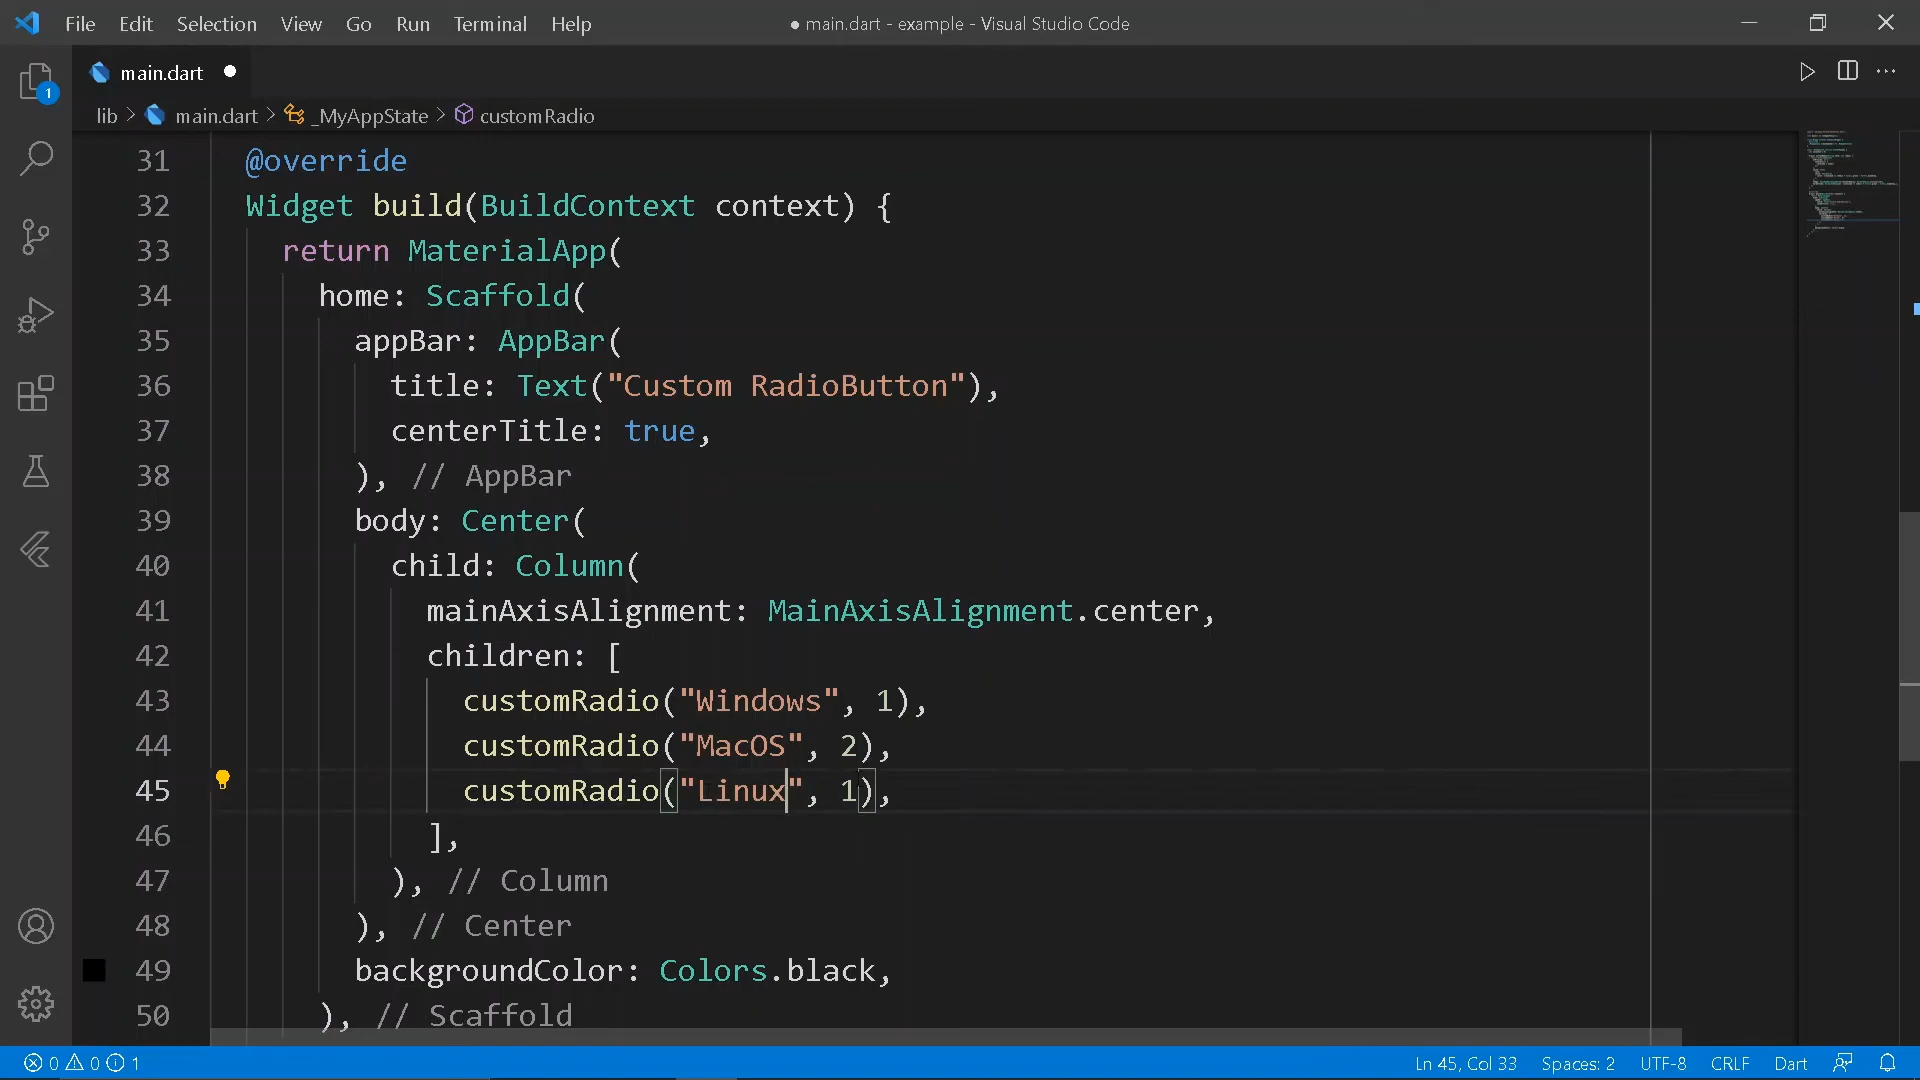 File Edit Selection View Go Run Terminal Help ● main.dart - example - Visual Studio Code
main.dart
1
lib > main.dart > _MyAppState > customRadio
31 @override
32 Widget build(BuildContext context) {
33 return MaterialApp(
34 home: Scaffold(
35 appBar: AppBar(
36 title: Text("Custom RadioButton"),
37 centerTitle: true,
38 ), // AppBar
39 body: Center(
40 child: Column(
41 mainAxisAlignment: MainAxisAlignment.center,
42 children: [
43 customRadio("Windows", 1),
44 customRadio("MacOS", 2),
45 customRadio("Linux", 1),
46 ],
47 ), // Column
48 ), // Center
49 backgroundColor: Colors.black,
50 ), // Scaffold
0 0 1 Ln 45, Col 33 Spaces: 2 UTF-8 CRLF Dart